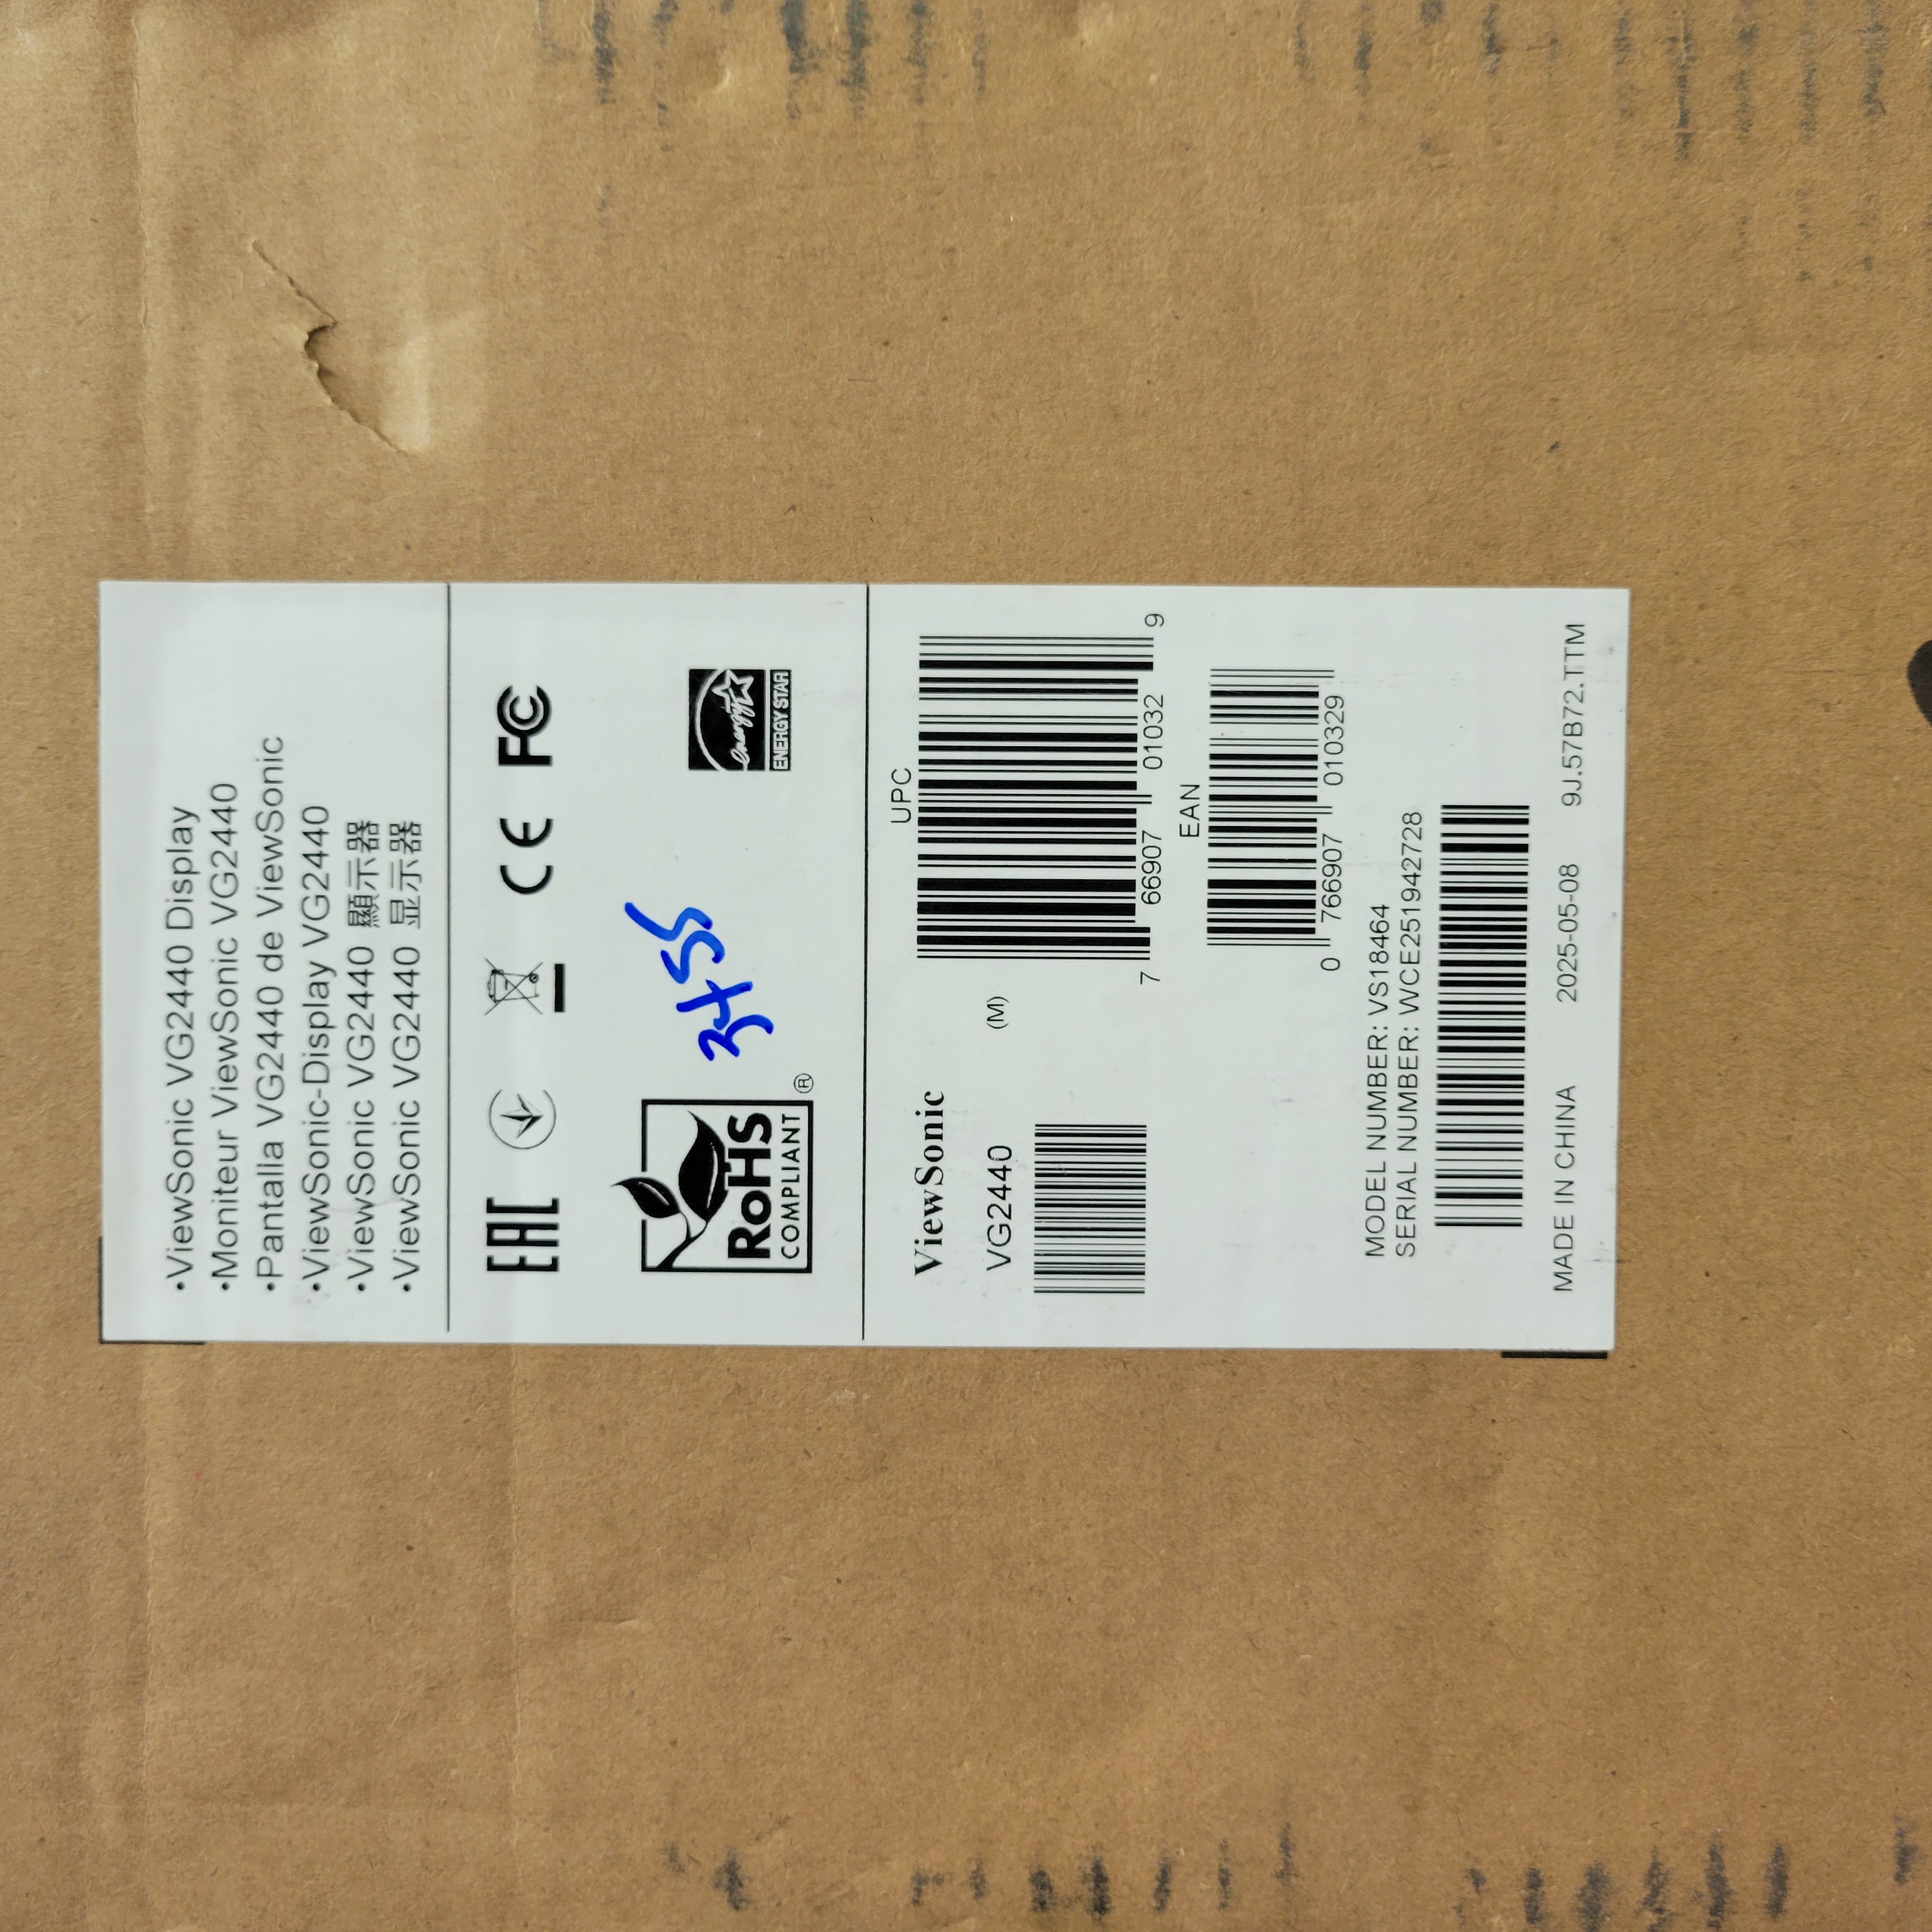 •ViewSonic VG2440 Display
•Moniteur ViewSonic VG2440
•Pantalla VG2440 de ViewSonic
•ViewSonic-Display VG2440
•ViewSonic VG2440 顯示器
•ViewSonic VG2440 显示器
EAC
CE
FC
RoHS
COMPLIANT
®
3455
energy
ENERGY STAR
ViewSonic
VG2440
(M)
UPC
7 66907 01032 9
EAN
0 766907 010329
MODEL NUMBER: VS18464
SERIAL NUMBER: WCE251942728
MADE IN CHINA 2025-05-08 9J.57B72.TTM